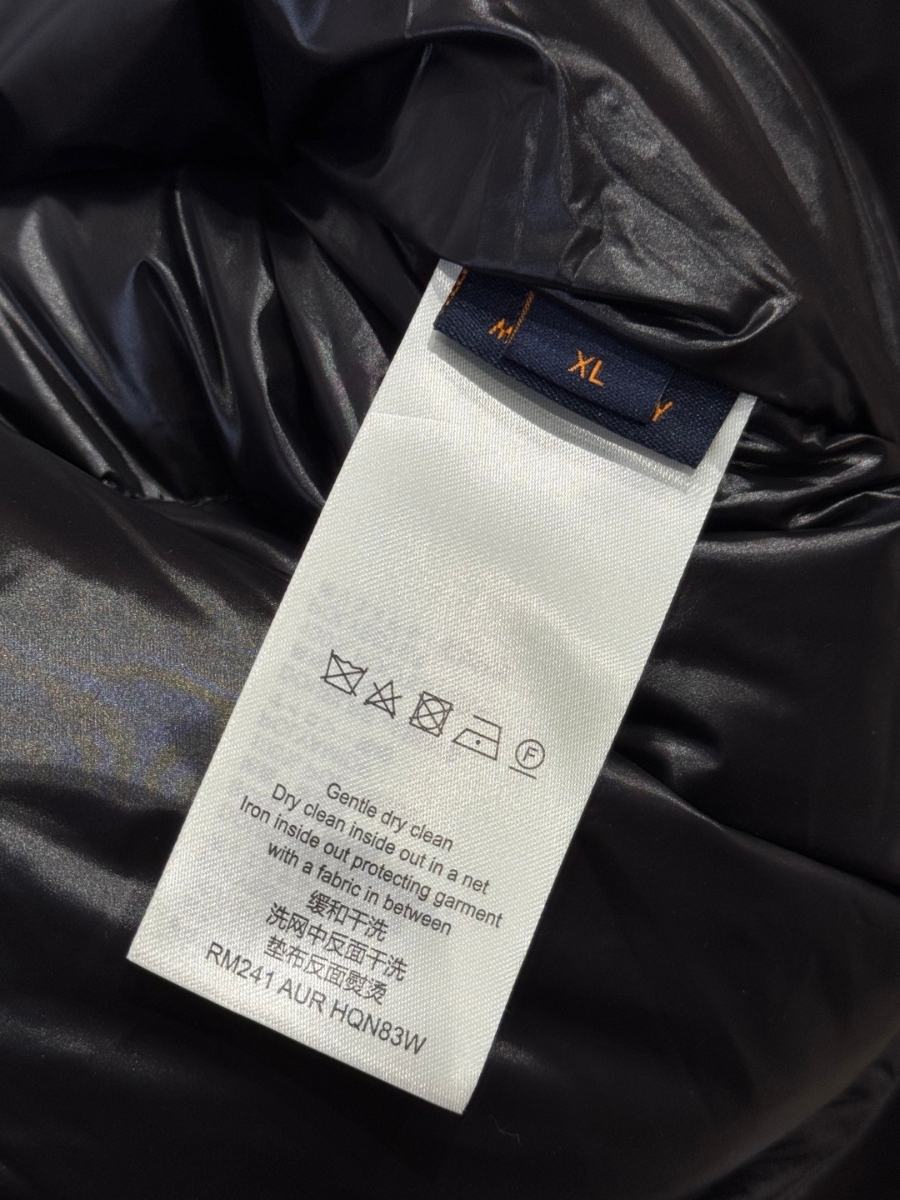 M
XL
Y
F
Gentle dry clean
Dry clean inside out in a net
Iron inside out protecting garment
with a fabric in between
缓和干洗
洗网中反面干洗
垫布反面熨烫
RM241 AUR HQN83W